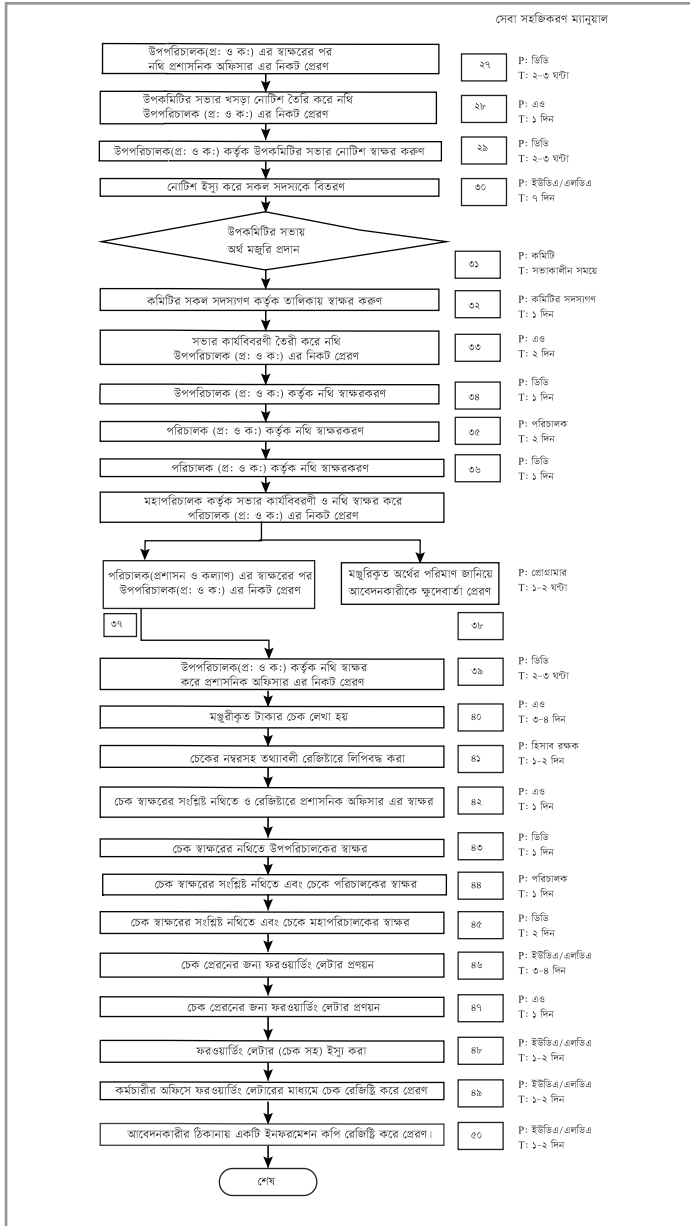 সেবা সহজিকরণ ম্যানুয়াল
উপপরিচালক(প্র: ও ক:) এর স্বাক্ষরের পর
নথি প্রশাসনিক অফিসার এর নিকট প্রেরণ
২৭
P: ডিডি
T: ২-৩ ঘন্টা
উপকমিটির সভার খসড়া নোটিশ তৈরি করে নথি
উপপরিচালক (প্র: ও ক:) এর নিকট প্রেরণ
২৮
P: এও
T: ১ দিন
উপপরিচালক(প্র: ও ক:) কর্তৃক উপকমিটির সভার নোটিশ স্বাক্ষর করুণ
২৯
P: ডিডি
T: ২-৩ ঘন্টা
নোটিশ ইস্যু করে সকল সদস্যকে বিতরণ
৩০
P: ইউডিএ/এলডিএ
T: ৭ দিন
উপকমিটির সভায়
অর্থ মজুরি প্রদান
৩১
P: কমিটি
T: সভাকালীন সময়ে
কমিটির সকল সদস্যগণ কর্তৃক তালিকায় স্বাক্ষর করুণ
৩২
P: কমিটির সদস্যগণ
T: ১ দিন
সভার কার্যবিবরণী তৈরী করে নথি
উপপরিচালক (প্র: ও ক:) এর নিকট প্রেরণ
৩৩
P: এও
T: ২ দিন
উপপরিচালক (প্র: ও ক:) কর্তৃক নথি স্বাক্ষরকরণ
৩৪
P: ডিডি
T: ১ দিন
পরিচালক (প্র: ও ক:) কর্তৃক নথি স্বাক্ষরকরণ
৩৫
P: পরিচালক
T: ২ দিন
পরিচালক (প্র: ও ক:) কর্তৃক নথি স্বাক্ষরকরণ
৩৬
P: ডিডি
T: ১ দিন
মহাপরিচালক কর্তৃক সভার কার্যবিবরণী ও নথি স্বাক্ষর করে
পরিচালক (প্র: ও ক:) এর নিকট প্রেরণ
পরিচালক(প্রশাসন ও কল্যাণ) এর স্বাক্ষরের পর
উপপরিচালক(প্র: ও ক:) এর নিকট প্রেরণ
মঞ্জুরিকৃত অর্থের পরিমাণ জানিয়ে
আবেদনকারীকে ক্ষুদেবার্তা প্রেরণ
P: প্রোগ্রামার
T: ১-২ ঘন্টা
৩৭
৩৮
উপপরিচালক(প্র: ও ক:) কর্তৃক নথি স্বাক্ষর
করে প্রশাসনিক অফিসার এর নিকট প্রেরণ
৩৯
P: ডিডি
T: ২-৩ ঘন্টা
মঞ্জুরীকৃত টাকার চেক লেখা হয়
৪০
P: এও
T: ৩-৪ দিন
চেকের নম্বরসহ তথ্যাবলী রেজিষ্টারে লিপিবদ্ধ করা
৪১
P: হিসাব রক্ষক
T: ১-২ দিন
চেক স্বাক্ষরের সংশ্লিষ্ট নথিতে ও রেজিষ্টারে প্রশাসনিক অফিসার এর স্বাক্ষর
৪২
P: এও
T: ১ দিন
চেক স্বাক্ষরের নথিতে উপপরিচালকের স্বাক্ষর
৪৩
P: ডিডি
T: ১ দিন
চেক স্বাক্ষরের সংশ্লিষ্ট নথিতে এবং চেকে পরিচালকের স্বাক্ষর
৪৪
P: পরিচালক
T: ১ দিন
চেক স্বাক্ষরের সংশ্লিষ্ট নথিতে এবং চেকে মহাপরিচালকের স্বাক্ষর
৪৫
P: ডিডি
T: ২ দিন
চেক প্রেরনের জন্য ফরওয়ার্ডিং লেটার প্রণয়ন
৪৬
P: ইউডিএ/এলডিএ
T: ৩-৪ দিন
চেক প্রেরনের জন্য ফরওয়ার্ডিং লেটার প্রণয়ন
৪৭
P: এও
T: ১ দিন
ফরওয়ার্ডিং লেটার (চেক সহ) ইস্যু করা
৪৮
P: ইউডিএ/এলডিএ
T: ১-২ দিন
কর্মচারীর অফিসে ফরওয়ার্ডিং লেটারের মাধ্যমে চেক রেজিষ্ট্রি করে প্রেরণ
৪৯
P: ইউডিএ/এলডিএ
T: ১-২ দিন
আবেদনকারীর ঠিকানায় একটি ইনফরমেশন কপি রেজিষ্ট্রি করে প্রেরণ।
৫০
P: ইউডিএ/এলডিএ
T: ১-২ দিন
শেষ